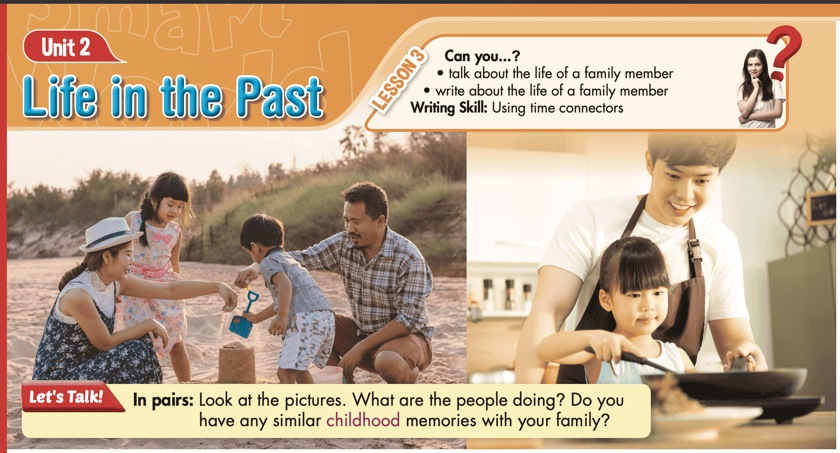 Smart
World
Unit 2
Life in the Past
LESSON 3
Can you...?
• talk about the life of a family member
• write about the life of a family member
Writing Skill: Using time connectors
?
Let's Talk!
In pairs: Look at the pictures. What are the people doing? Do you
have any similar childhood memories with your family?